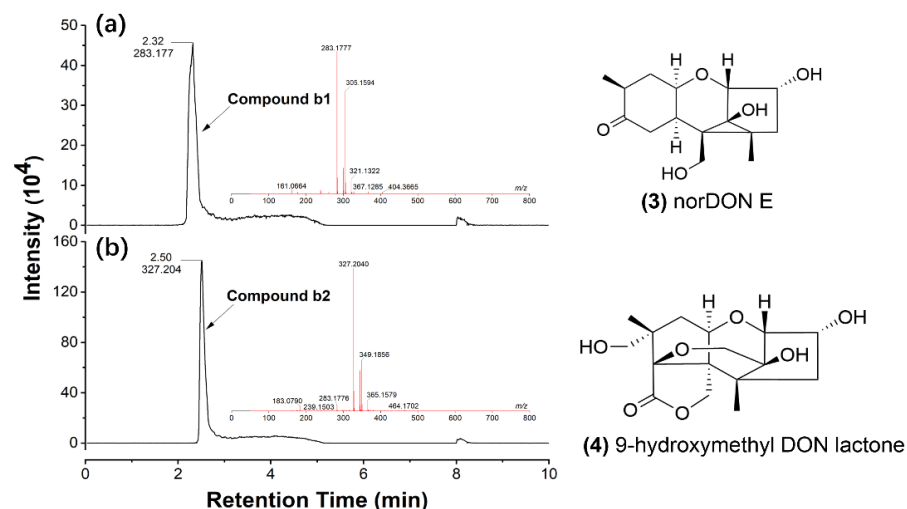 (a)
2.32
283.177
Compound b1
283.1777
305.1594
321.1322
161.0664
367.1285
404.3665
0 100 200 300 400 500 600 700 800
m/z
50
40
30
20
10
0
(b)
2.50
327.204
Compound b2
327.2040
349.1856
365.1579
283.1776
183.0790
239.1503
464.1702
0 100 200 300 400 500 600 700 800
m/z
160
120
80
40
0
0 2 4 6 8 10
Intensity (10⁴)
Retention Time (min)
H
O
H
OH
OH
O
H
HO
(3) norDON E
H
O
OH
HO
O
OH
O
O
(4) 9-hydroxymethyl DON lactone